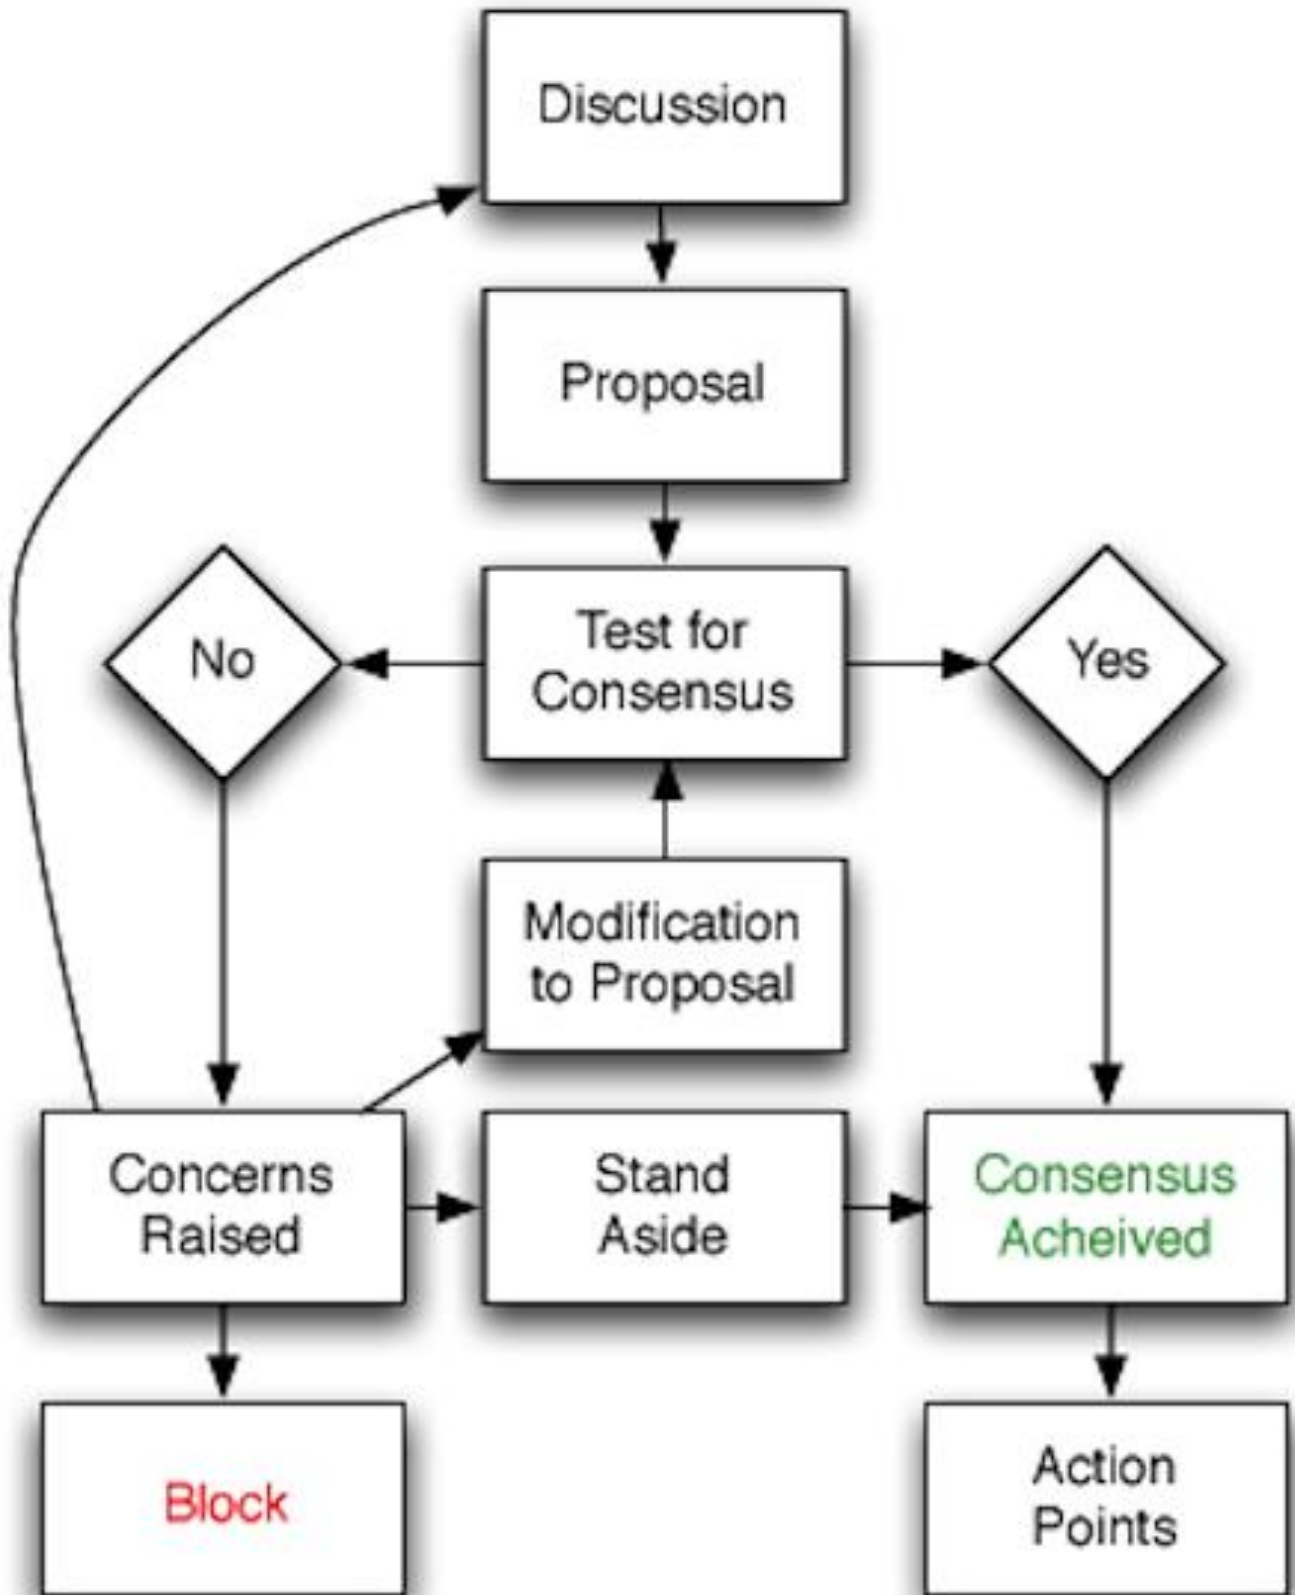 Discussion
Proposal
No
Test for
Consensus
Yes
Modification
to Proposal
Concerns
Raised
Stand
Aside
Consensus
Acheived
Block
Action
Points